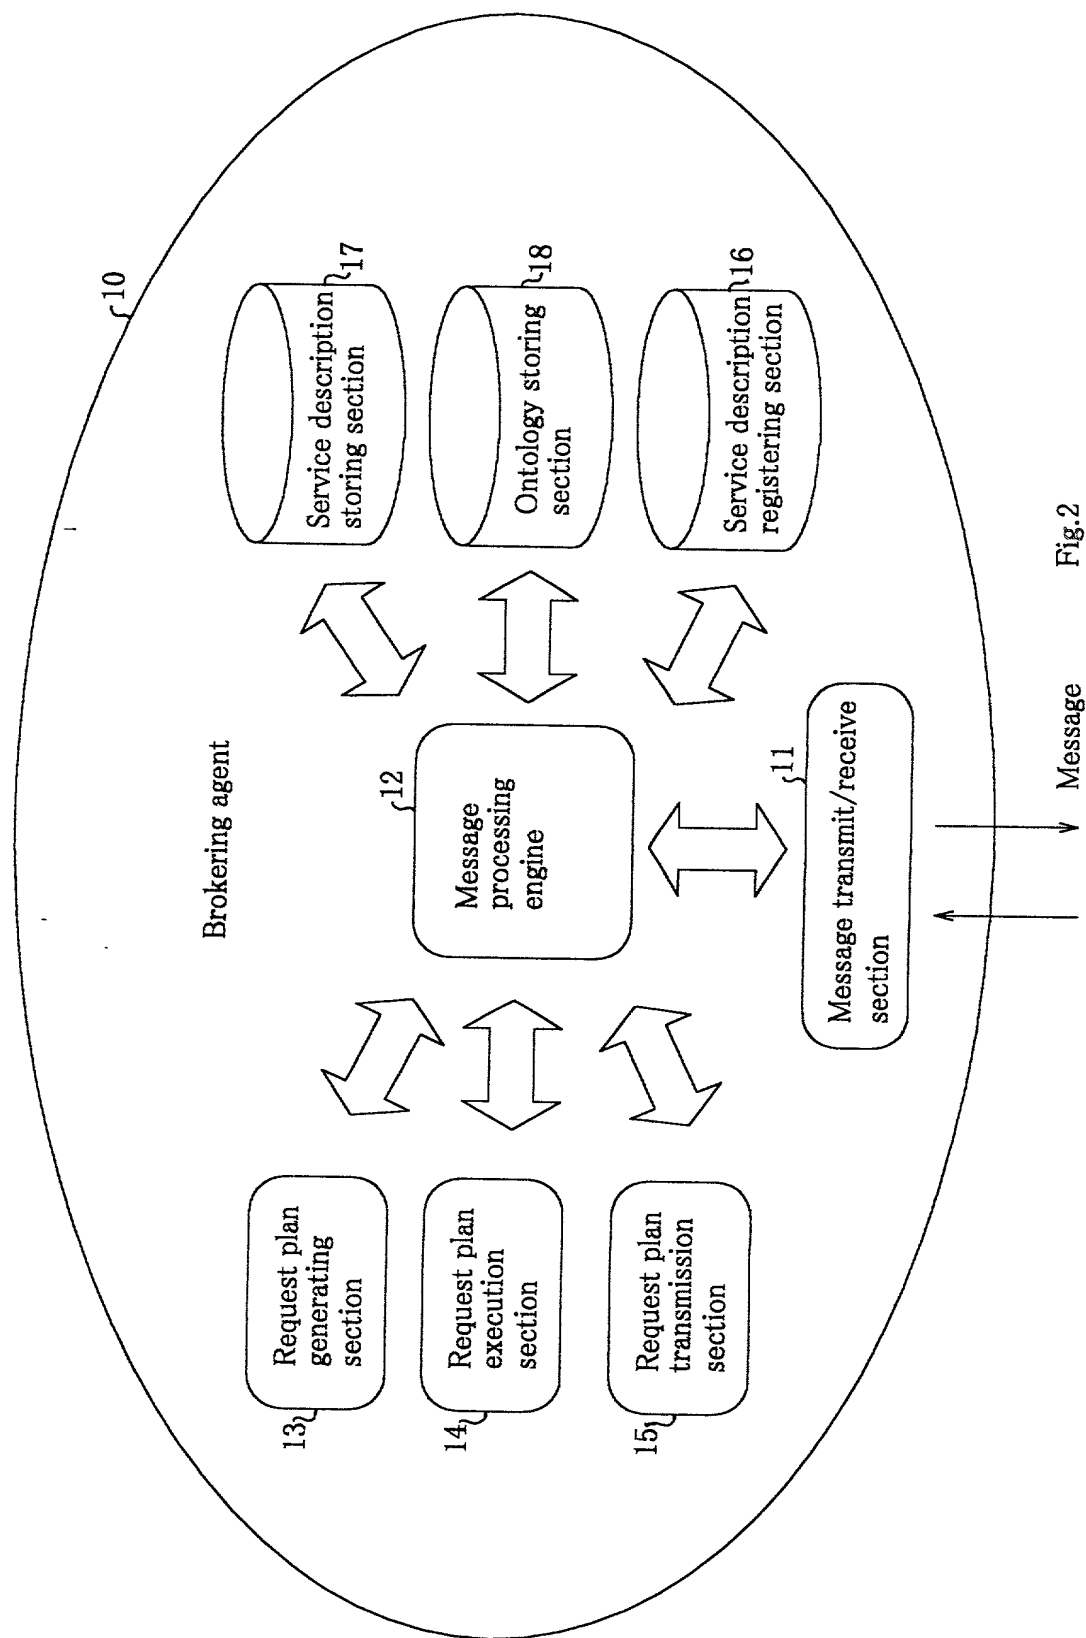 10
Brokering agent
13
Request plan
generating
section
14
Request plan
execution
section
15
Request plan
transmission
section
12
Message
processing
engine
17
Service description
storing section
18
Ontology storing
section
16
Service description
registering section
11
Message transmit/receive
section
Message
Fig.2